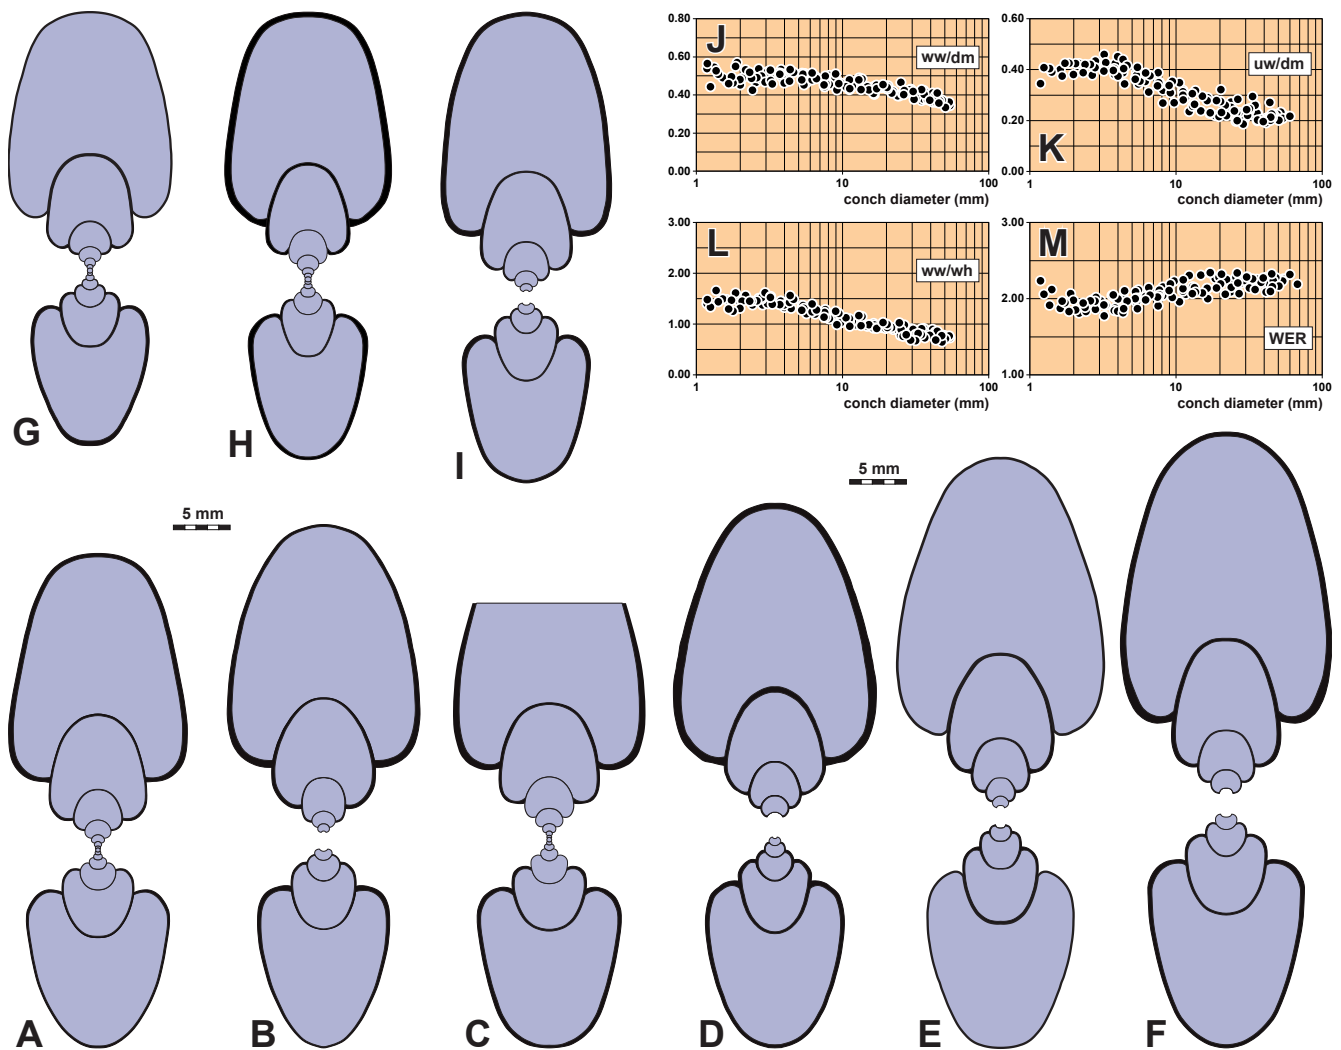 G
H
I
J
ww/dm
0.80
0.60
0.40
0.20
0.00
1
10
100
conch diameter (mm)
K
uw/dm
0.60
0.40
0.20
0.00
1
10
100
conch diameter (mm)
L
ww/wh
3.00
2.00
1.00
0.00
1
10
100
conch diameter (mm)
M
WER
3.00
2.00
1.00
1
10
100
conch diameter (mm)
5 mm
5 mm
A
B
C
D
E
F